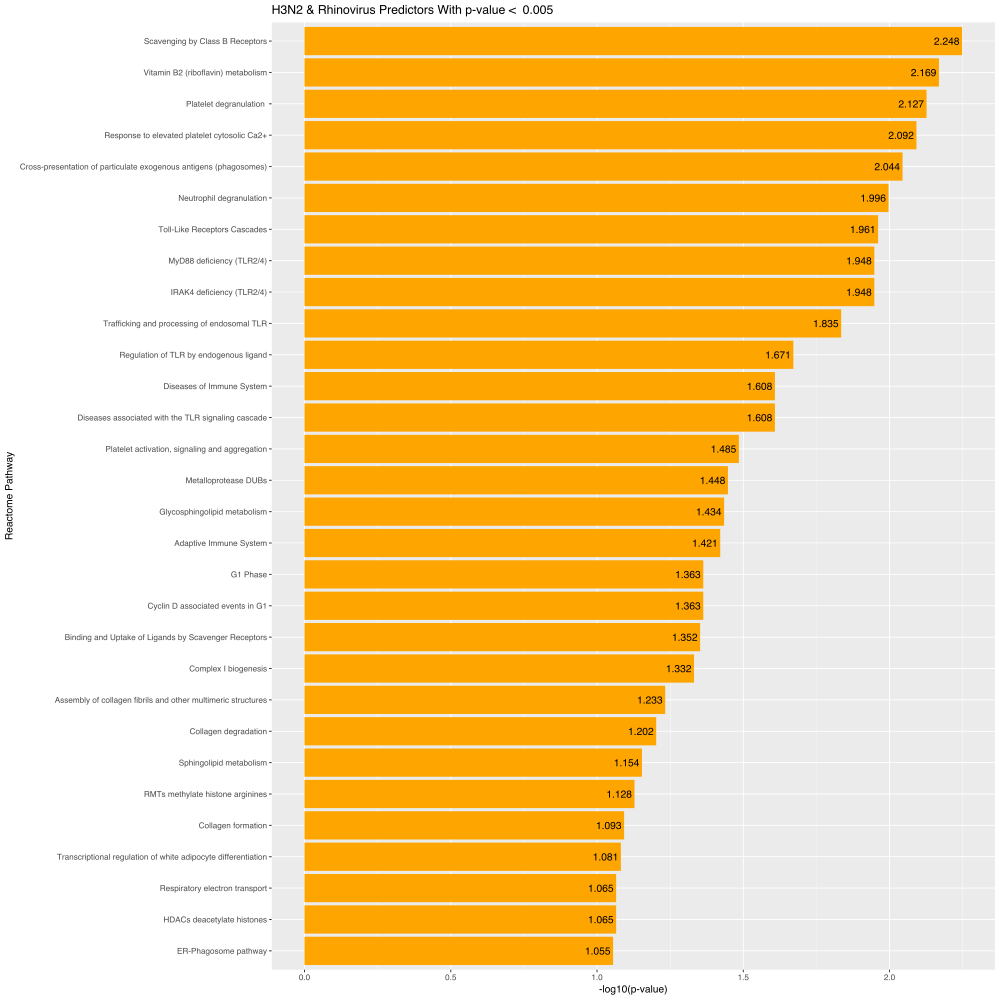 H3N2 & Rhinovirus Predictors With p-value < 0.005
Reactome Pathway
Scavenging by Class B Receptors 2.248
Vitamin B2 (riboflavin) metabolism 2.169
Platelet degranulation 2.127
Response to elevated platelet cytosolic Ca2+ 2.092
Cross-presentation of particulate exogenous antigens (phagosomes) 2.044
Neutrophil degranulation 1.996
Toll-Like Receptors Cascades 1.961
MyD88 deficiency (TLR2/4) 1.948
IRAK4 deficiency (TLR2/4) 1.948
Trafficking and processing of endosomal TLR 1.835
Regulation of TLR by endogenous ligand 1.671
Diseases of Immune System 1.608
Diseases associated with the TLR signaling cascade 1.608
Platelet activation, signaling and aggregation 1.485
Metalloprotease DUBs 1.448
Glycosphingolipid metabolism 1.434
Adaptive Immune System 1.421
G1 Phase 1.363
Cyclin D associated events in G1 1.363
Binding and Uptake of Ligands by Scavenger Receptors 1.352
Complex I biogenesis 1.332
Assembly of collagen fibrils and other multimeric structures 1.233
Collagen degradation 1.202
Sphingolipid metabolism 1.154
RMTs methylate histone arginines 1.128
Collagen formation 1.093
Transcriptional regulation of white adipocyte differentiation 1.081
Respiratory electron transport 1.065
HDACs deacetylate histones 1.065
ER-Phagosome pathway 1.055
0.0 0.5 1.0 1.5 2.0
-log10(p-value)